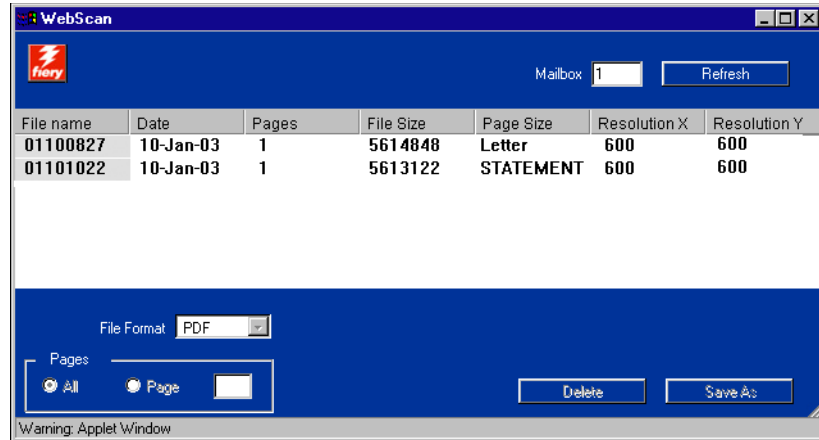 WebScan
fiery
Mailbox 1 Refresh
File name Date Pages File Size Page Size Resolution X Resolution Y
01100827 10-Jan-03 1 5614848 Letter 600 600
01101022 10-Jan-03 1 5613122 STATEMENT 600 600
File Format PDF
Pages
All Page
Delete Save As
Warning: Applet Window